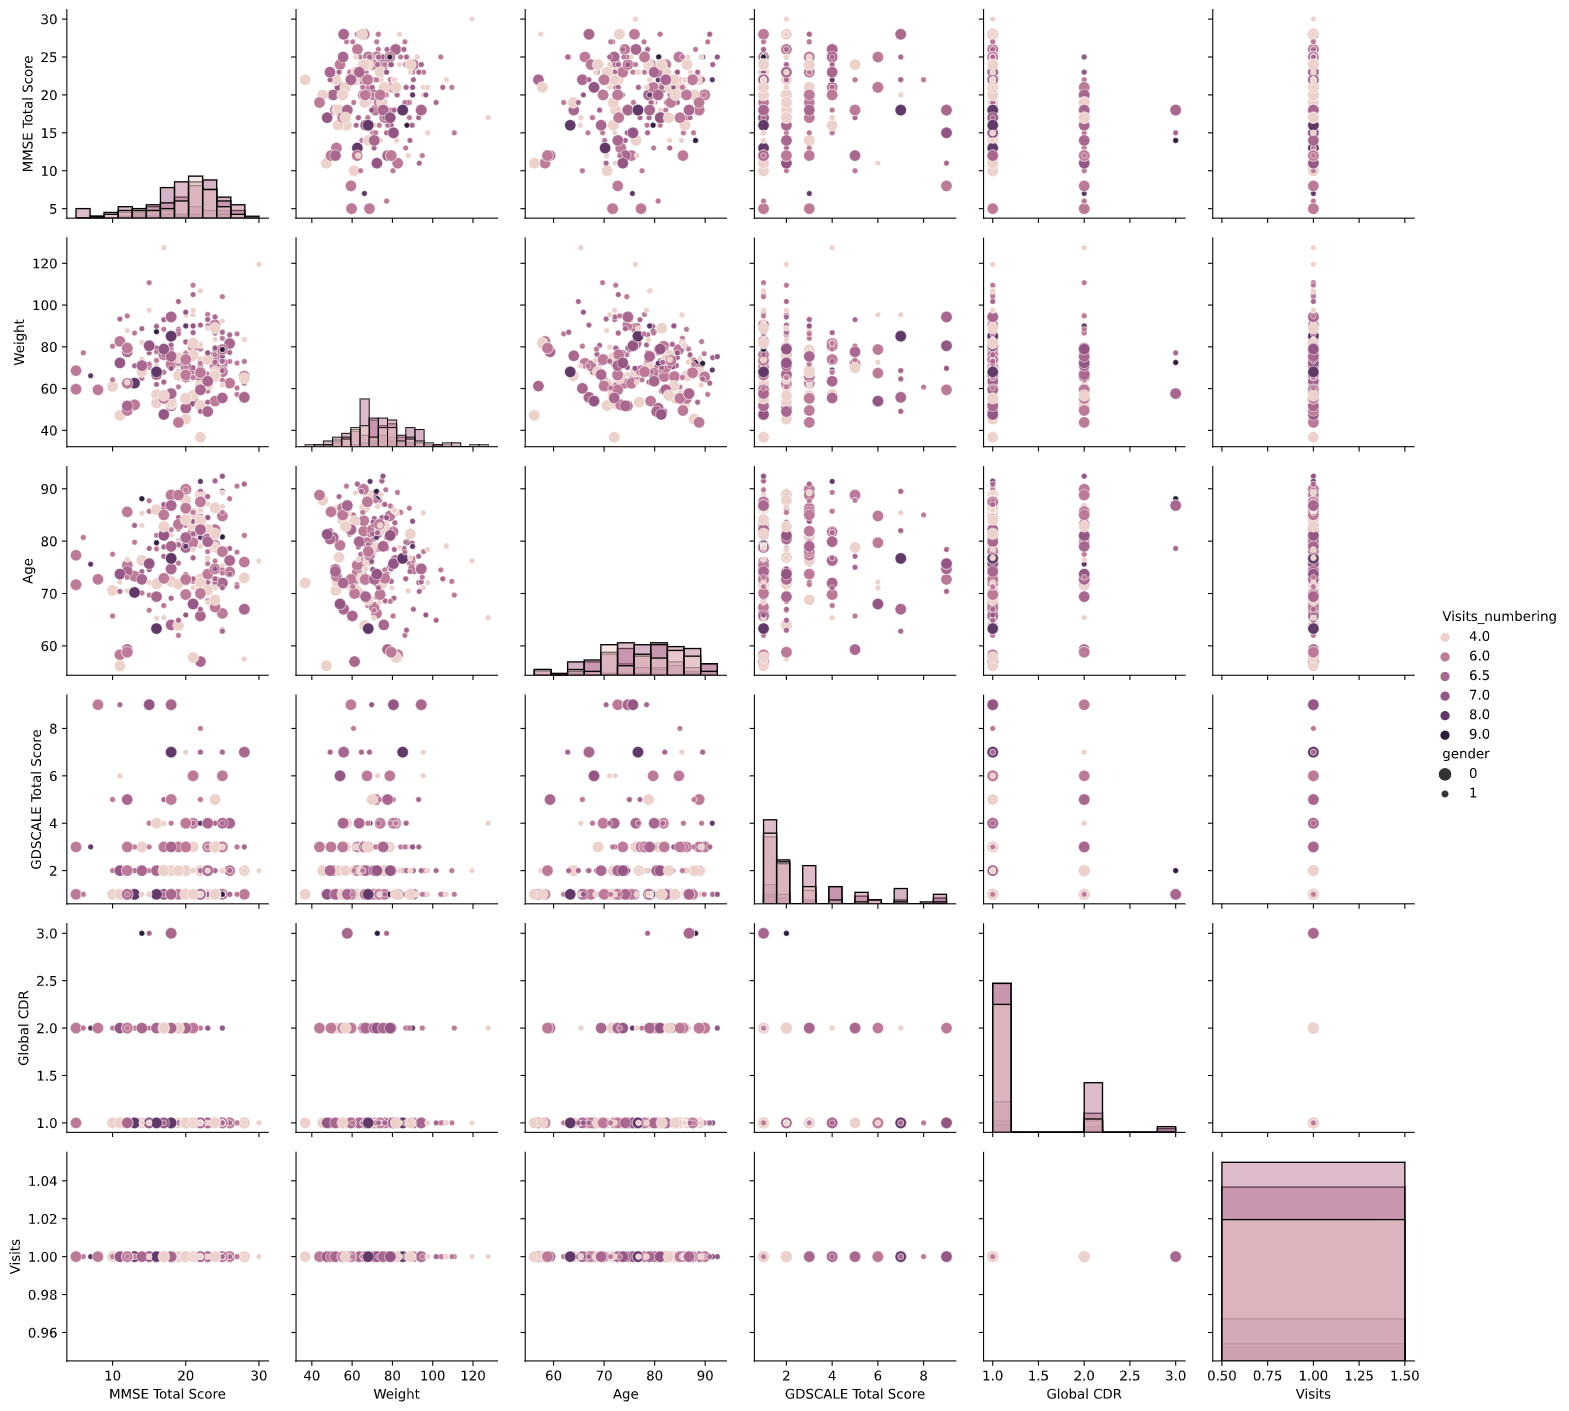 30
25
20
15
10
5
MMSE Total Score
120
100
80
60
40
Weight
90
80
70
60
Age
Visits_numbering
4.0
6.0
6.5
7.0
8.0
9.0
gender
0
1
8
6
4
2
GDSCALE Total Score
3.0
2.5
2.0
1.5
1.0
Global CDR
1.04
1.02
1.00
0.98
0.96
Visits
10 20 30
40 60 80 100 120
60 70 80 90
2 4 6 8
1.0 1.5 2.0 2.5 3.0
0.50 0.75 1.00 1.25 1.50
MMSE Total Score Weight Age GDSCALE Total Score Global CDR Visits